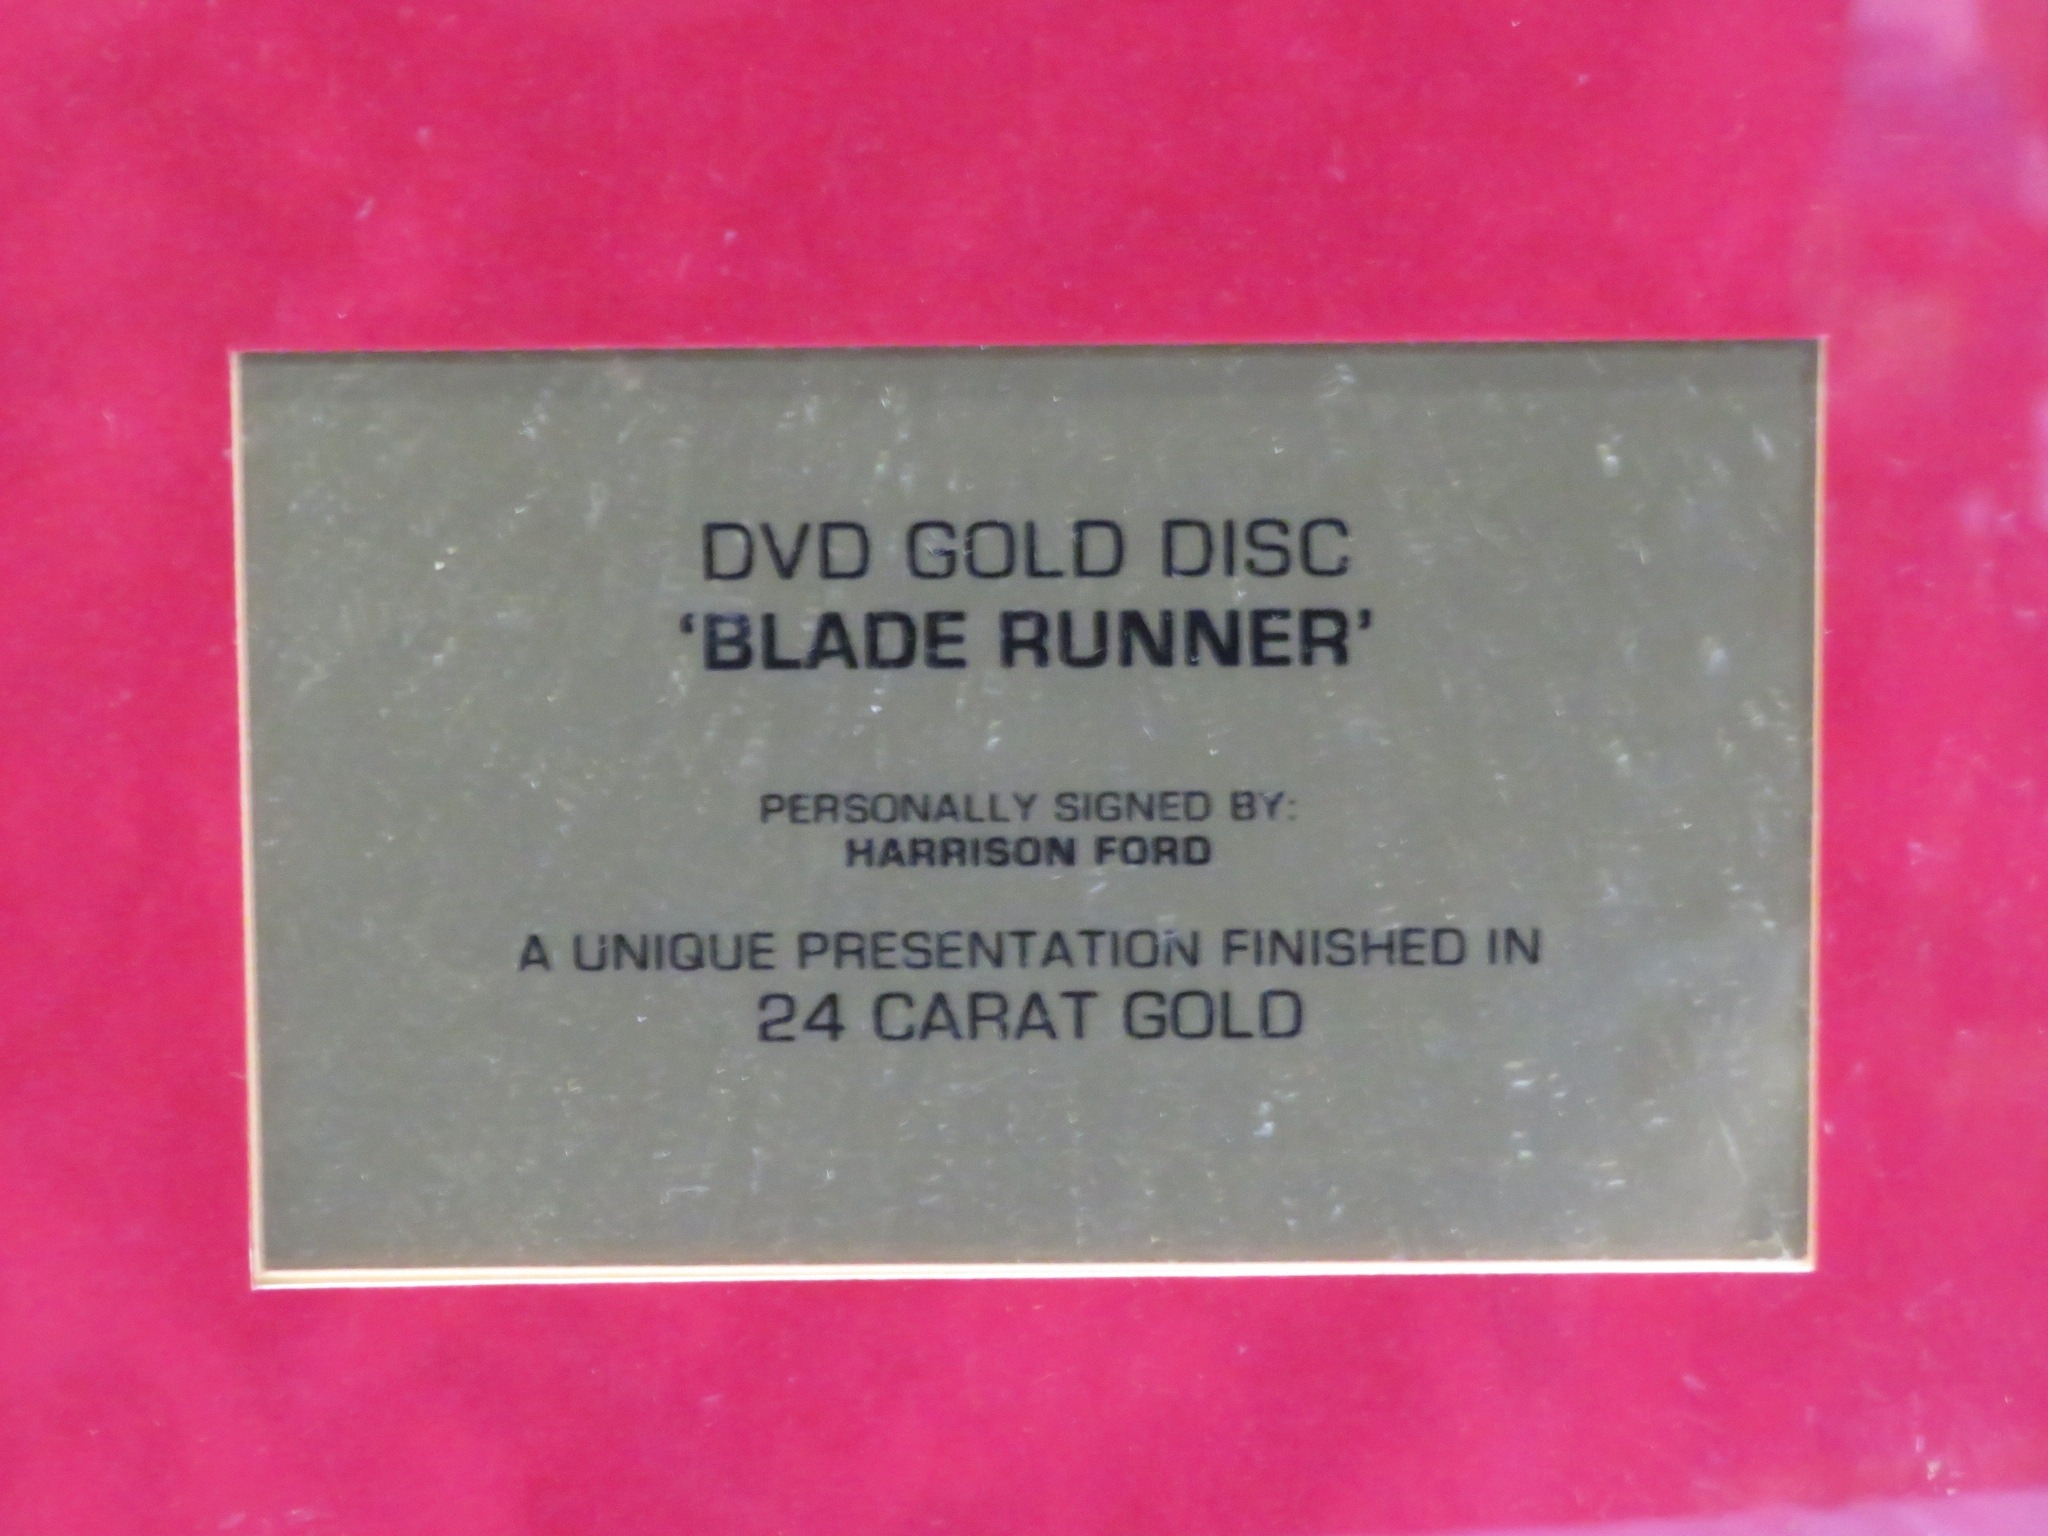 DVD GOLD DISC
‘BLADE RUNNER’
PERSONALLY SIGNED BY:
HARRISON FORD
A UNIQUE PRESENTATION FINISHED IN
24 CARAT GOLD